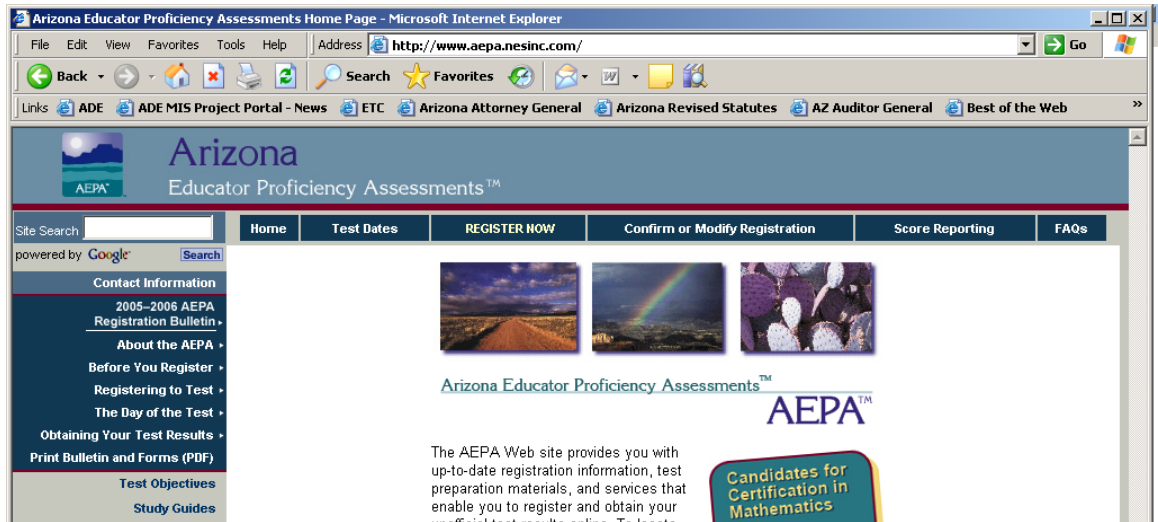 Arizona Educator Proficiency Assessments Home Page - Microsoft Internet Explorer
File Edit View Favorites Tools Help Address http://www.aepa.nesinc.com/ Go
Back Search Favorites
Links ADE ADE MIS Project Portal - News ETC Arizona Attorney General Arizona Revised Statutes AZ Auditor General Best of the Web »
AEPA
Arizona
Educator Proficiency Assessments™
Site Search
powered by Google Search
Home Test Dates REGISTER NOW Confirm or Modify Registration Score Reporting FAQs
Contact Information
2005–2006 AEPA
Registration Bulletin
About the AEPA
Before You Register
Registering to Test
The Day of the Test
Obtaining Your Test Results
Print Bulletin and Forms (PDF)
Test Objectives
Study Guides
Arizona Educator Proficiency Assessments™
AEPA™
The AEPA Web site provides you with
up-to-date registration information, test
preparation materials, and services that
enable you to register and obtain your
unofficial test results online. To locate
Candidates for
Certification in
Mathematics